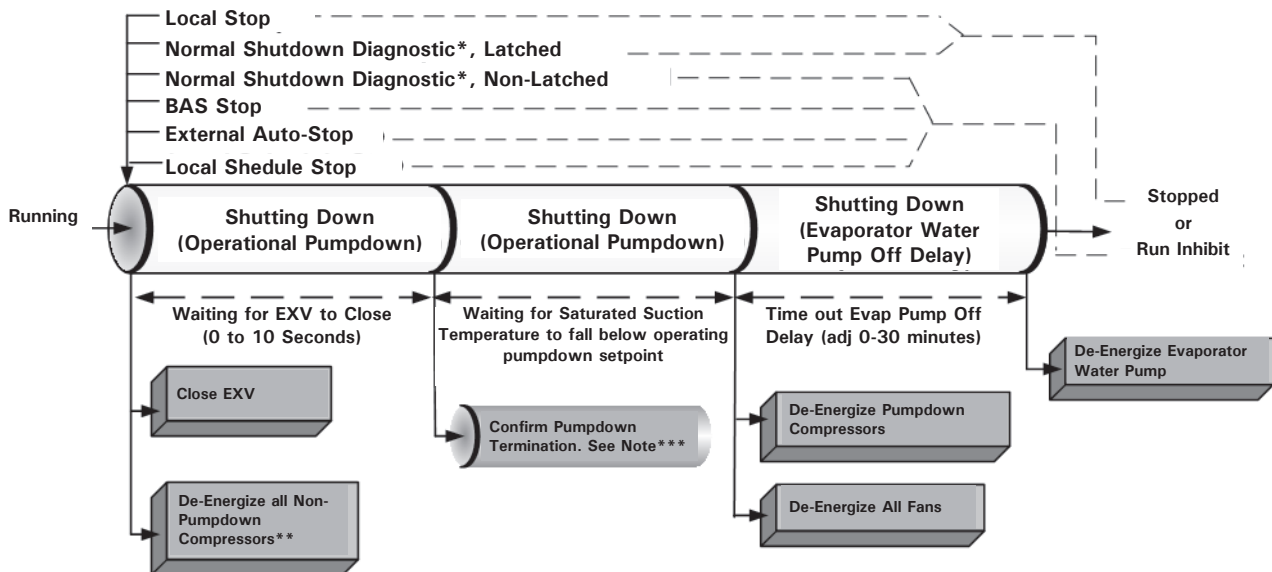 Local Stop
Normal Shutdown Diagnostic*, Latched
Normal Shutdown Diagnostic*, Non-Latched
BAS Stop
External Auto-Stop
Local Shedule Stop
Running
Shutting Down
(Operational Pumpdown)
Shutting Down
(Operational Pumpdown)
Shutting Down
(Evaporator Water
Pump Off Delay)
Stopped
or
Run Inhibit
Waiting for EXV to Close
(0 to 10 Seconds)
Waiting for Saturated Suction
Temperature to fall below operating
pumpdown setpoint
Time out Evap Pump Off
Delay (adj 0-30 minutes)
De-Energize Evaporator
Water Pump
Close EXV
Confirm Pumpdown
Termination. See Note***
De-Energize Pumpdown
Compressors
De-Energize all Non-
Pumpdown
Compressors**
De-Energize All Fans